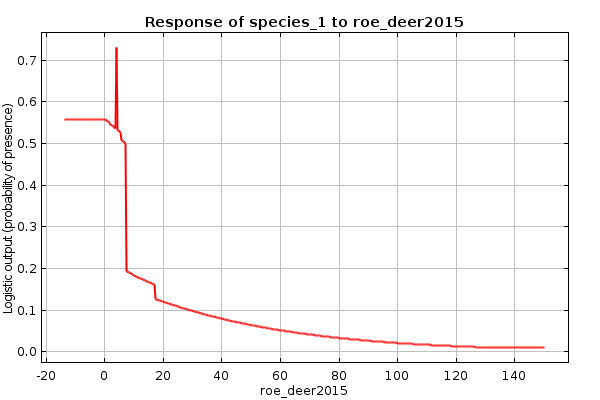 Response of species_1 to roe_deer2015
Logistic output (probability of presence)
0.7
0.6
0.5
0.4
0.3
0.2
0.1
0.0
-20 0 20 40 60 80 100 120 140
roe_deer2015